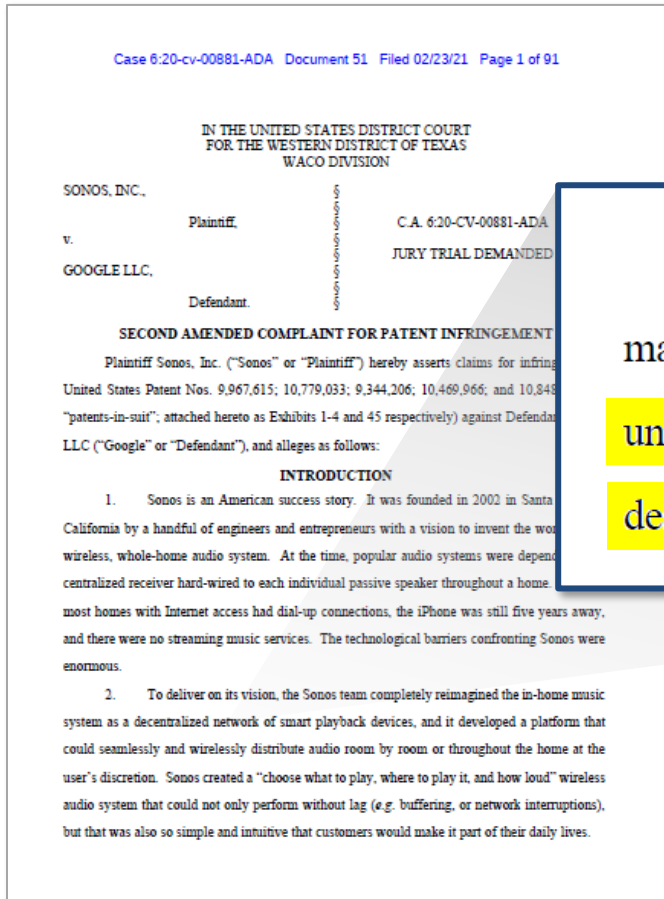 Case 6:20-cv-00881-ADA Document 51 Filed 02/23/21 Page 1 of 91
IN THE UNITED STATES DISTRICT COURT
FOR THE WESTERN DISTRICT OF TEXAS
WACO DIVISION
SONOS, INC.,
Plaintiff,
v.
GOOGLE LLC,
Defendant.
§
§
§
§
§
§
§
§
C.A. 6:20-CV-00881-ADA
JURY TRIAL DEMANDED
SECOND AMENDED COMPLAINT FOR PATENT INFRINGEMENT
Plaintiff Sonos, Inc. (“Sonos” or “Plaintiff”) hereby asserts claims for infring
United States Patent Nos. 9,967,615; 10,779,033; 9,344,206; 10,469,966; and 10,848
“patents-in-suit”; attached hereto as Exhibits 1-4 and 45 respectively) against Defendan
LLC (“Google” or “Defendant”), and alleges as follows:
INTRODUCTION
1. Sonos is an American success story. It was founded in 2002 in Santa
California by a handful of engineers and entrepreneurs with a vision to invent the wor
wireless, whole-home audio system. At the time, popular audio systems were depend
centralized receiver hard-wired to each individual passive speaker throughout a home.
most homes with Internet access had dial-up connections, the iPhone was still five years away,
and there were no streaming music services. The technological barriers confronting Sonos were
enormous.
2. To deliver on its vision, the Sonos team completely reimagined the in-home music
system as a decentralized network of smart playback devices, and it developed a platform that
could seamlessly and wirelessly distribute audio room by room or throughout the home at the
user’s discretion. Sonos created a “choose what to play, where to play it, and how loud” wireless
audio system that could not only perform without lag (e.g. buffering, or network interruptions),
but that was also so simple and intuitive that customers would make it part of their daily lives.
ma
un
de